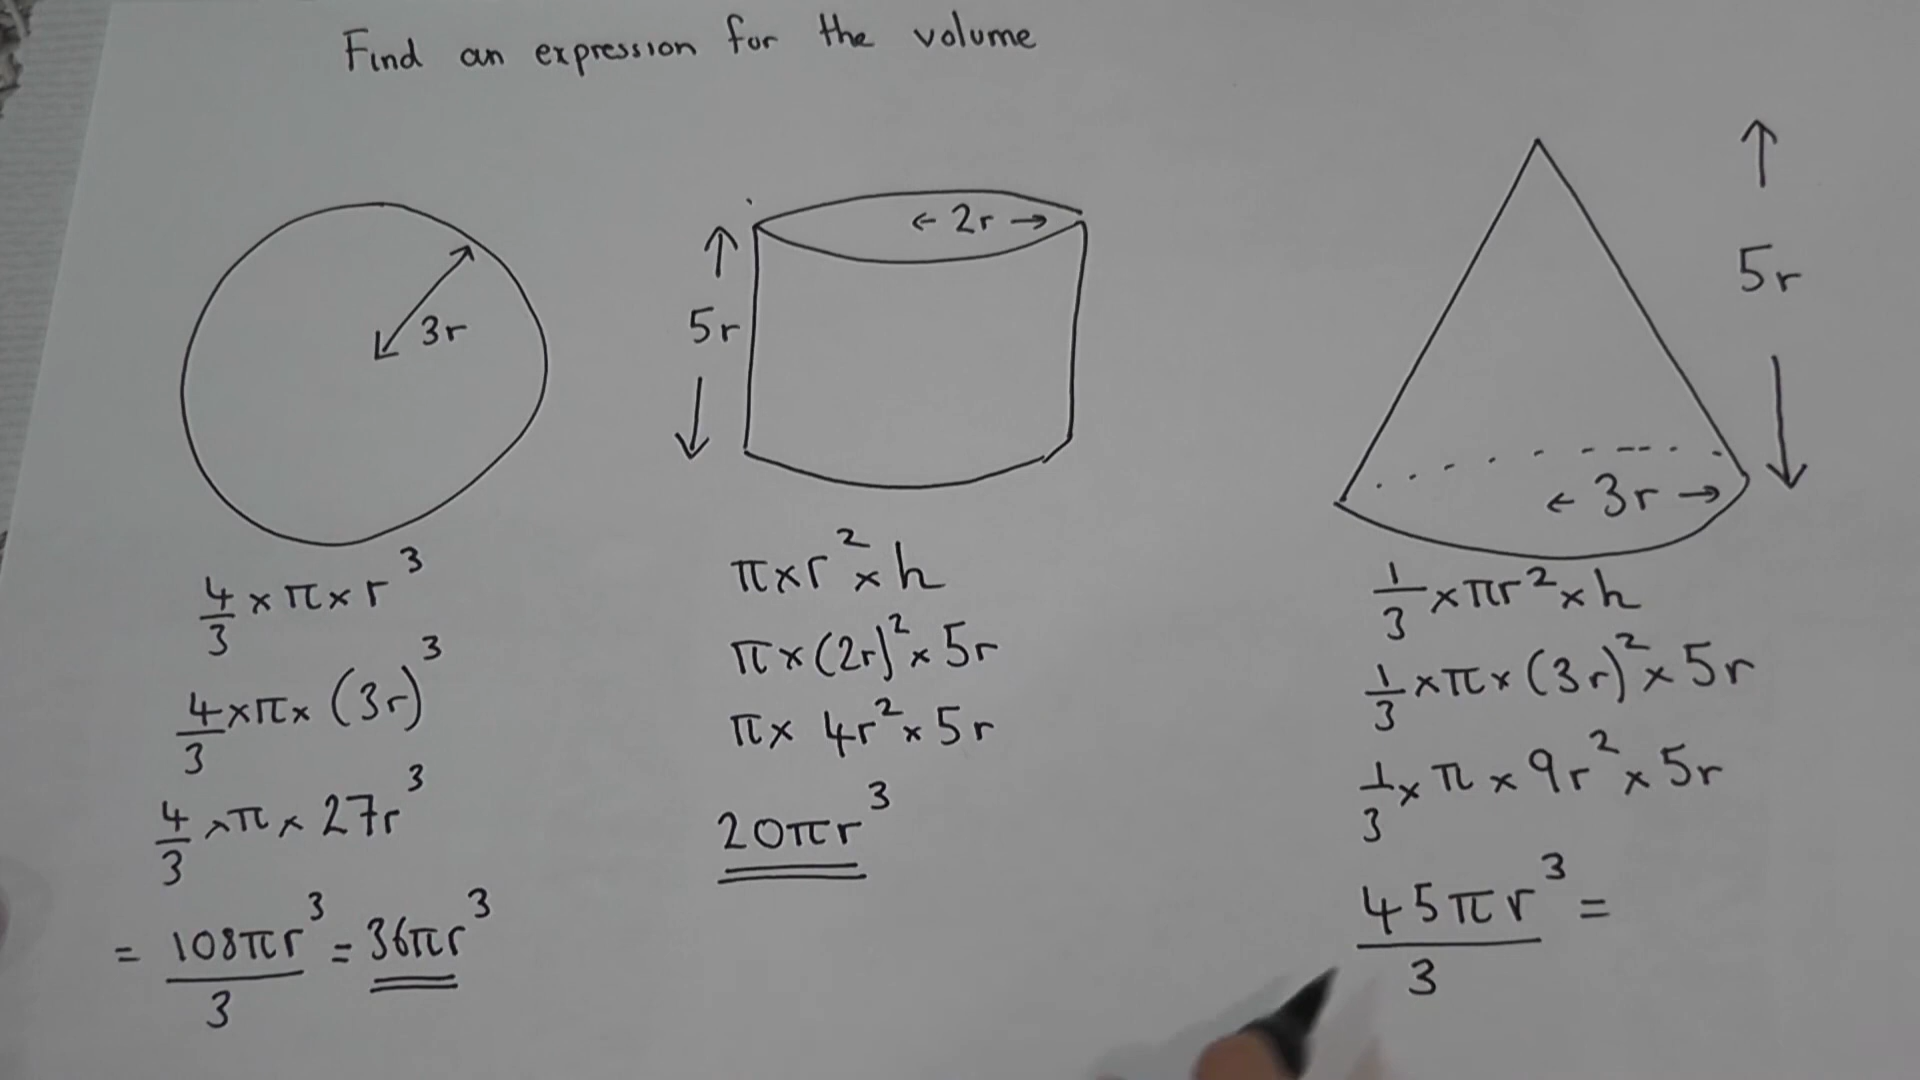 Find an expression for the volume
3r
4/3 × π × r³
4/3 × π × (3r)³
4/3 × π × 27r³
= 108πr³/3 = 36πr³
← 2r →
↑
5r
↓
π × r² × h
π × (2r)² × 5r
π × 4r² × 5r
20πr³
↑
5r
↓
← 3r →
1/3 × πr² × h
1/3 × π × (3r)² × 5r
1/3 × π × 9r² × 5r
45πr³/3 =